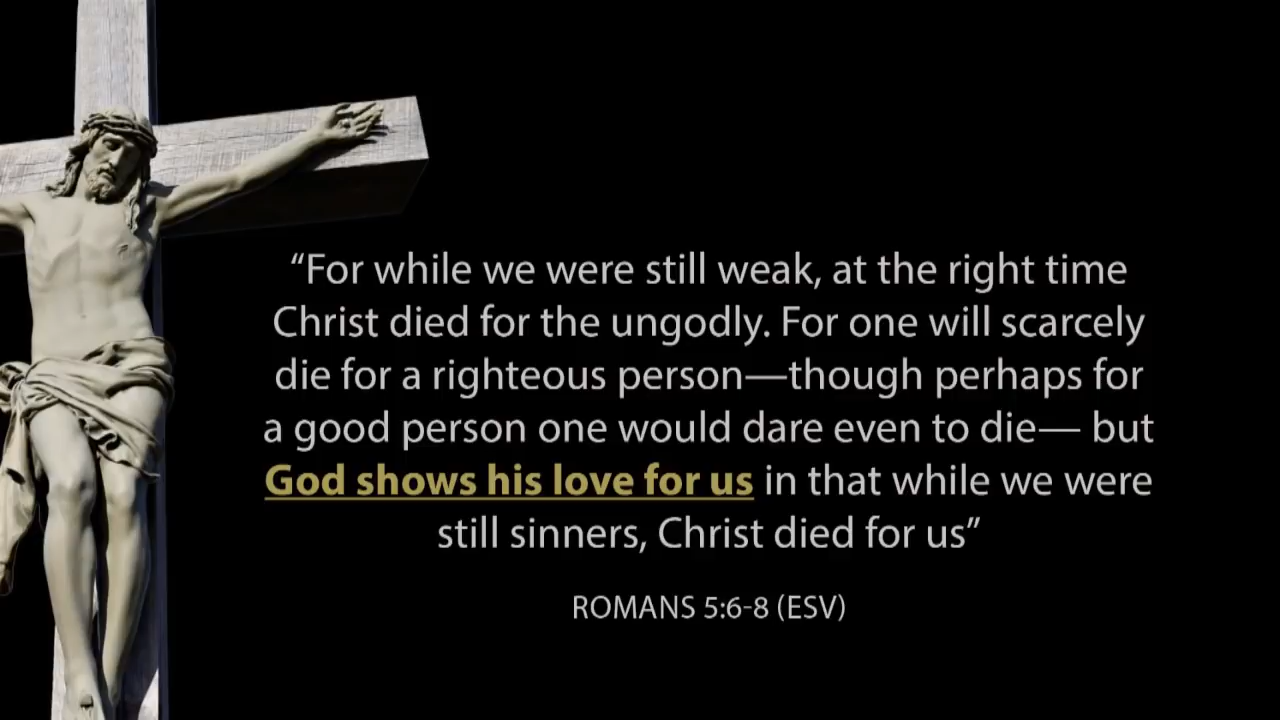 “For while we were still weak, at the right time
Christ died for the ungodly. For one will scarcely
die for a righteous person—though perhaps for
a good person one would dare even to die— but
God shows his love for us in that while we were
still sinners, Christ died for us”
ROMANS 5:6-8 (ESV)